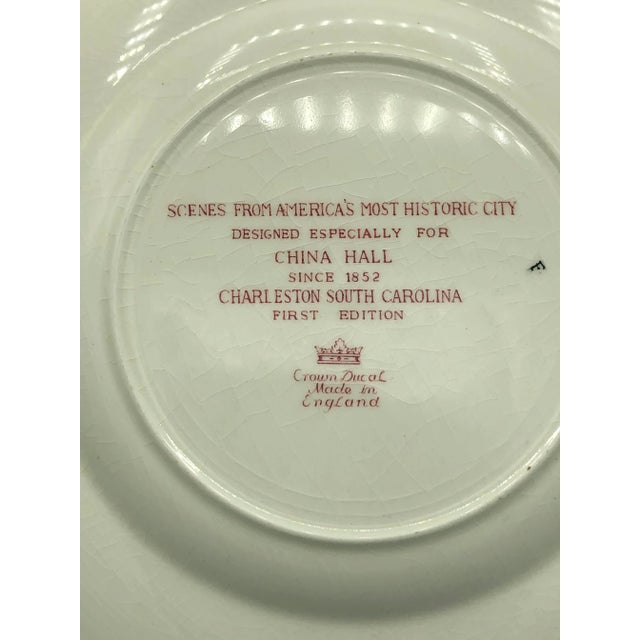 SCENES FROM AMERICA'S MOST HISTORIC CITY
DESIGNED ESPECIALLY FOR
CHINA HALL
SINCE 1852
CHARLESTON SOUTH CAROLINA
FIRST EDITION
Crown Ducal
Made in
England
F